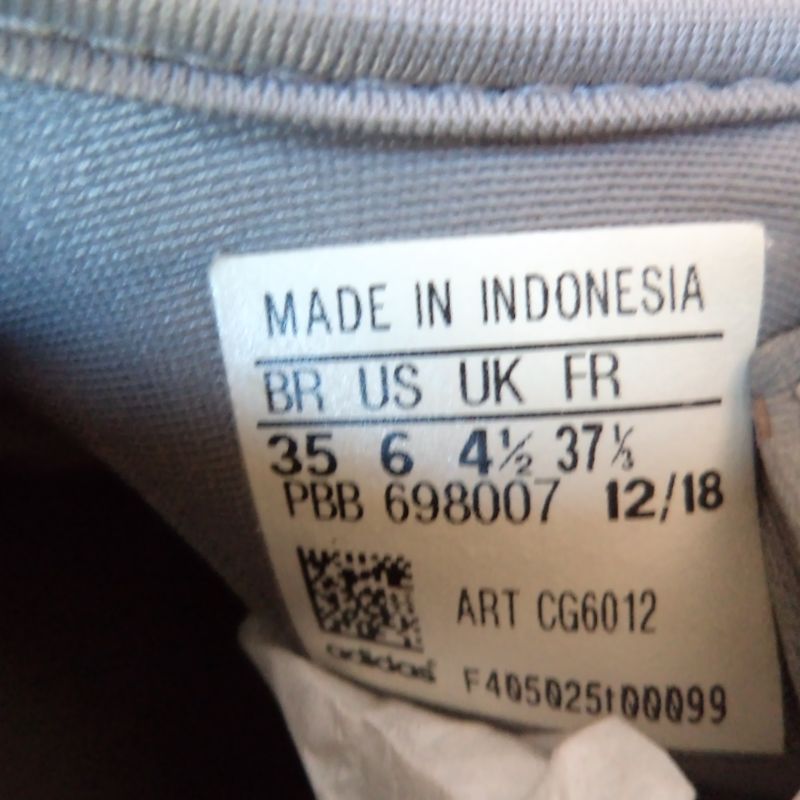 MADE IN INDONESIA
BR US UK FR
35 6 4½ 37⅓
PBB 698007 12/18
ART CG6012
adidas
F405025t00099